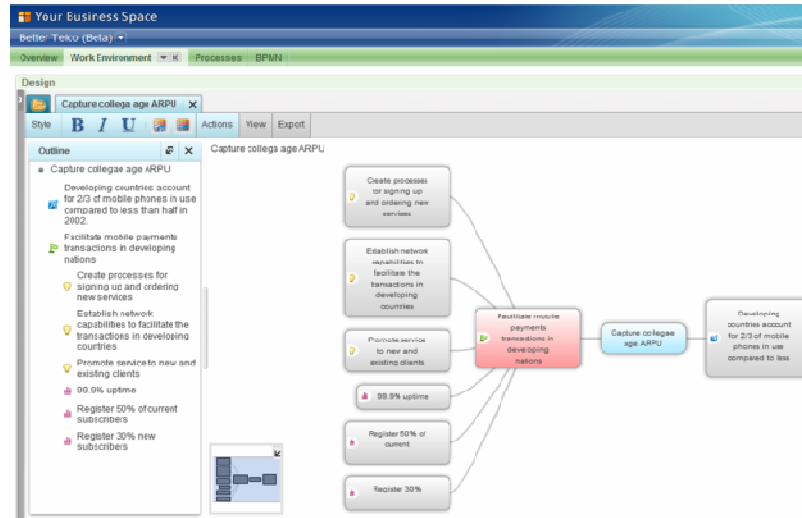 Your Business Space
Better Telco (Beta)
Overview Work Environment Processes BPMN
Design
Capture collega age ARPU X
Style B I U Actions View Export
Outline
Capture collega age ARPU
Capture collegae age ARPU
Developing countries account
for 2/3 of mobile phones in use
compared to less than half in
2002.
Facilitate mobile payments
transactions in developing
nations
Create processes for
signing up and ordering
new services
Establish network
capabilities to facilitate the
transactions in developing
countries
Promote service to new and
existing clients
99.9% uptime
Register 50% of current
subscribers
Register 30% new
subscribers
Create processes
for signing up
and ordering new
services
Establish network
capabilities to
facilitate the
transactions in
developing
countries
Promote service
to new and
existing clients
99.9% uptime
Register 50% of
current
Register 30%
Facilitate mobile
payments
transactions in
developing
nations
Capture collegae
age ARPU
Developing
countries account
for 2/3 of mobile
phones in use
compared to less